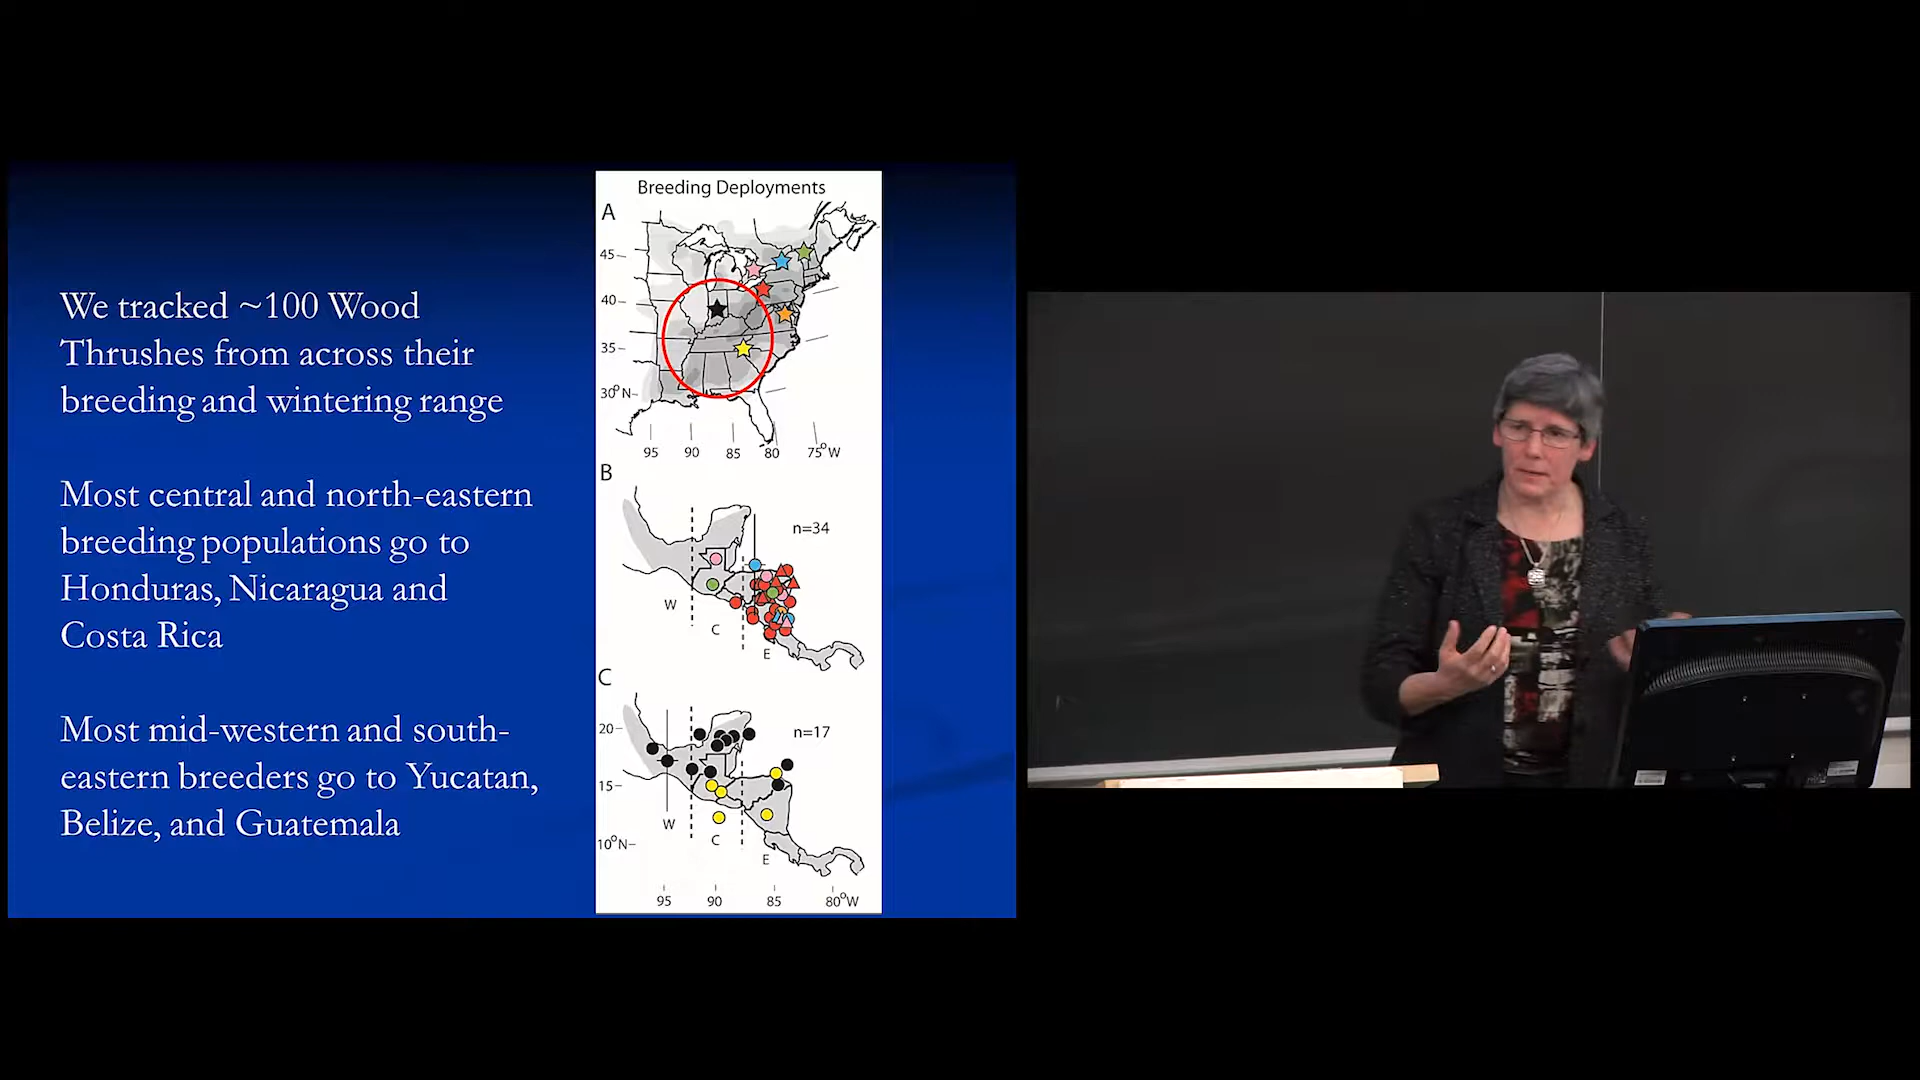 We tracked ~100 Wood
Thrushes from across their
breeding and wintering range
Most central and north-eastern
breeding populations go to
Honduras, Nicaragua and
Costa Rica
Most mid-western and south-
eastern breeders go to Yucatan,
Belize, and Guatemala
Breeding Deployments
A
45
40
35
30°N
95 90 85 80 75°W
B
n=34
W
C
E
C
20
n=17
15
W
C
10°N
E
95 90 85 80°W